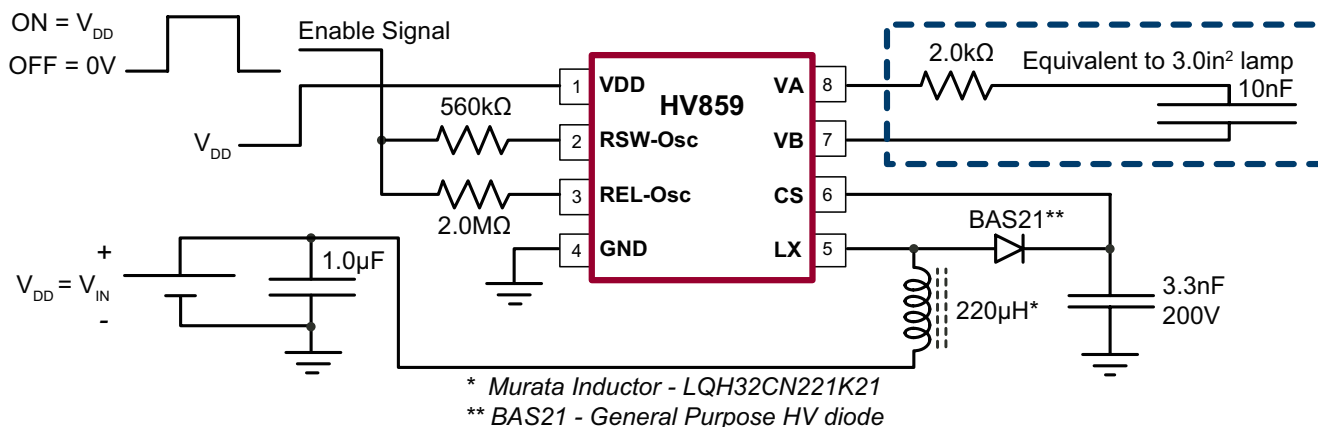 ON = VDD
OFF = 0V
Enable Signal
VDD
560kΩ
2.0MΩ
HV859
1 VDD
2 RSW-Osc
3 REL-Osc
4 GND
VA 8
VB 7
CS 6
LX 5
2.0kΩ
Equivalent to 3.0in² lamp
10nF
BAS21**
3.3nF
200V
220µH*
+
VDD = VIN
-
1.0µF
* Murata Inductor - LQH32CN221K21
** BAS21 - General Purpose HV diode